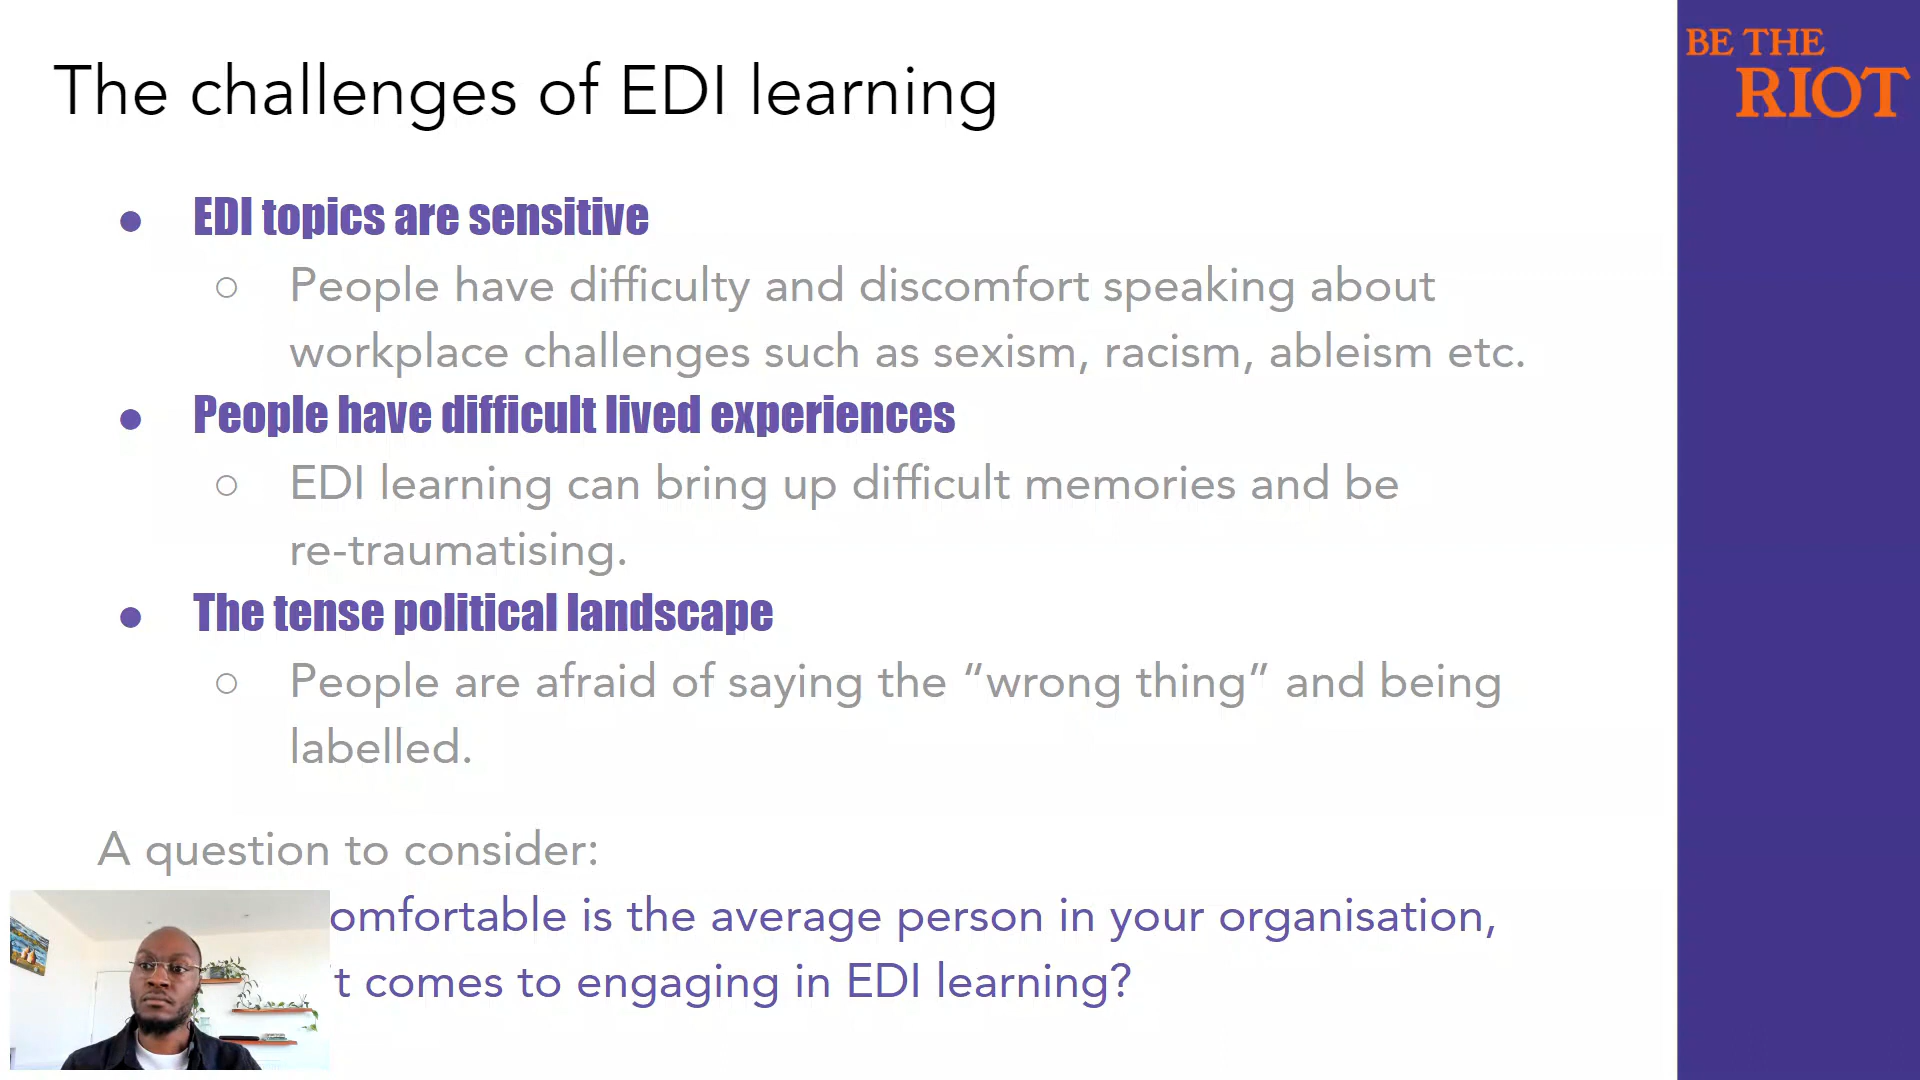 The challenges of EDI learning
BE THE
RIOT
● EDI topics are sensitive
○ People have difficulty and discomfort speaking about
workplace challenges such as sexism, racism, ableism etc.
● People have difficult lived experiences
○ EDI learning can bring up difficult memories and be
re-traumatising.
● The tense political landscape
○ People are afraid of saying the “wrong thing” and being
labelled.
A question to consider:
omfortable is the average person in your organisation,
t comes to engaging in EDI learning?